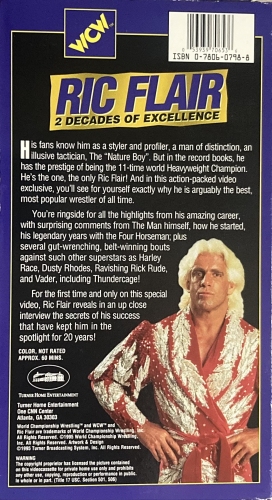 WCW
ISBN 0-7806-0798-8
RIC FLAIR
2 DECADES OF EXCELLENCE
His fans know him as a styler and profiler, a man of distinction, an
illusive tactician, The "Nature Boy". But in the record books, he
has the prestige of being the 11-time world Heavyweight Champion.
He's the one, the only Ric Flair! And in this action-packed video
exclusive, you'll see for yourself exactly why he is arguably the best,
most popular wrestler of all time.
You're ringside for all the highlights from his amazing career,
with surprising comments from The Man himself, how he started,
his legendary years with the Four Horseman; plus
several gut-wrenching, belt-winning bouts
against such other superstars as Harley
Race, Dusty Rhodes, Ravishing Rick Rude,
and Vader, including Thundercage!
For the first time and only on this special
video, Ric Flair reveals in an up close
interview the secrets of his success
that have kept him in the
spotlight for 20 years!
COLOR, NOT RATED
APPROX. 60 MINS.
TURNER HOME ENTERTAINMENT
Turner Home Entertainment
One CNN Center
Atlanta, GA 30303
World Championship Wrestling™ and WCW™ and
Ric Flair are trademarks of World Championship Wrestling, Inc.
All Rights Reserved. ©1995 World Championship Wrestling,
Inc. All Rights Reserved. Artwork & Design
©1995 Turner Broadcasting System, Inc. All Rights Reserved.
WARNING
The copyright proprietor has licensed the picture contained
on this videocassette for private home use only and prohibits
any other use, copying, reproduction or performance in public,
in whole or in part. (Title 17 USC. Section 501, 506)